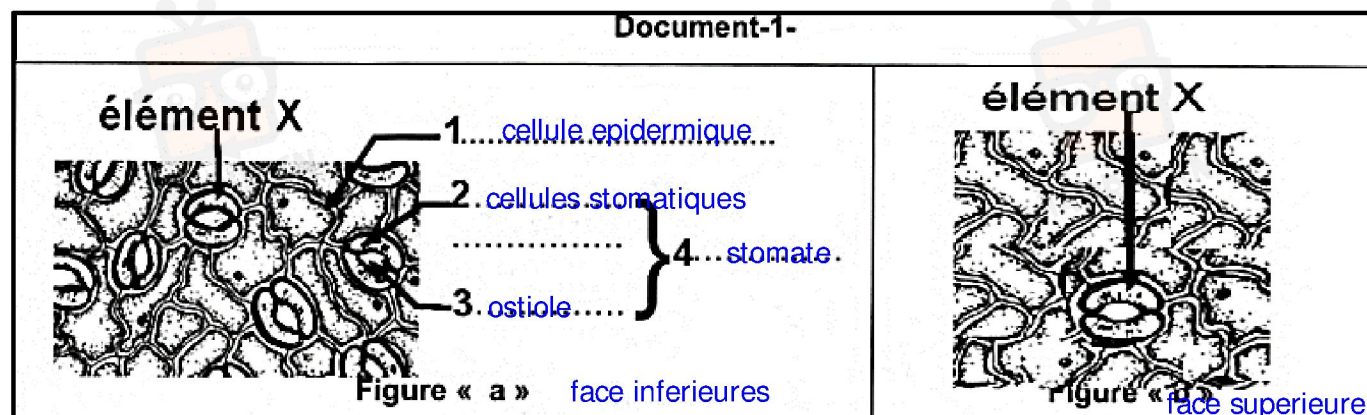 Document-1-
élément X
1....cellule epidermique....
2.cellules stomatiques
4...stomate.
3.ostiole......
Figure « a » face inferieures
élément X
Figure « b »
face superieure